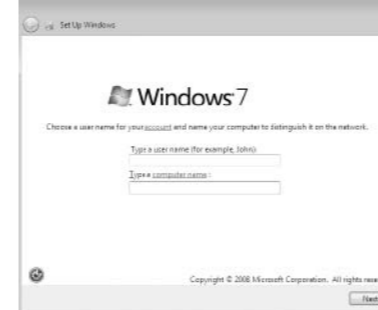 Set Up Windows
Windows 7
Choose a user name for your account and name your computer to distinguish it on the network.
Type a user name (for example, John):
Type a computer name :
Copyright © 2008 Microsoft Corporation. All rights rese
Next